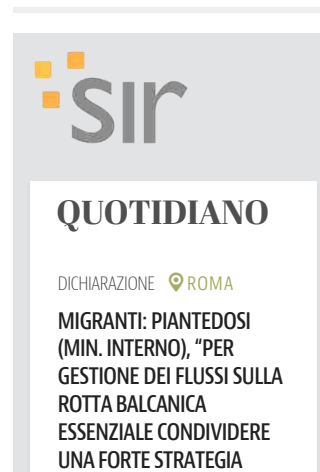 sır
QUOTIDIANO
DICHIARAZIONE ROMA
MIGRANTI: PIANTEDOSI
(MIN. INTERNO), “PER
GESTIONE DEI FLUSSI SULLA
ROTTA BALCANICA
ESSENZIALE CONDIVIDERE
UNA FORTE STRATEGIA